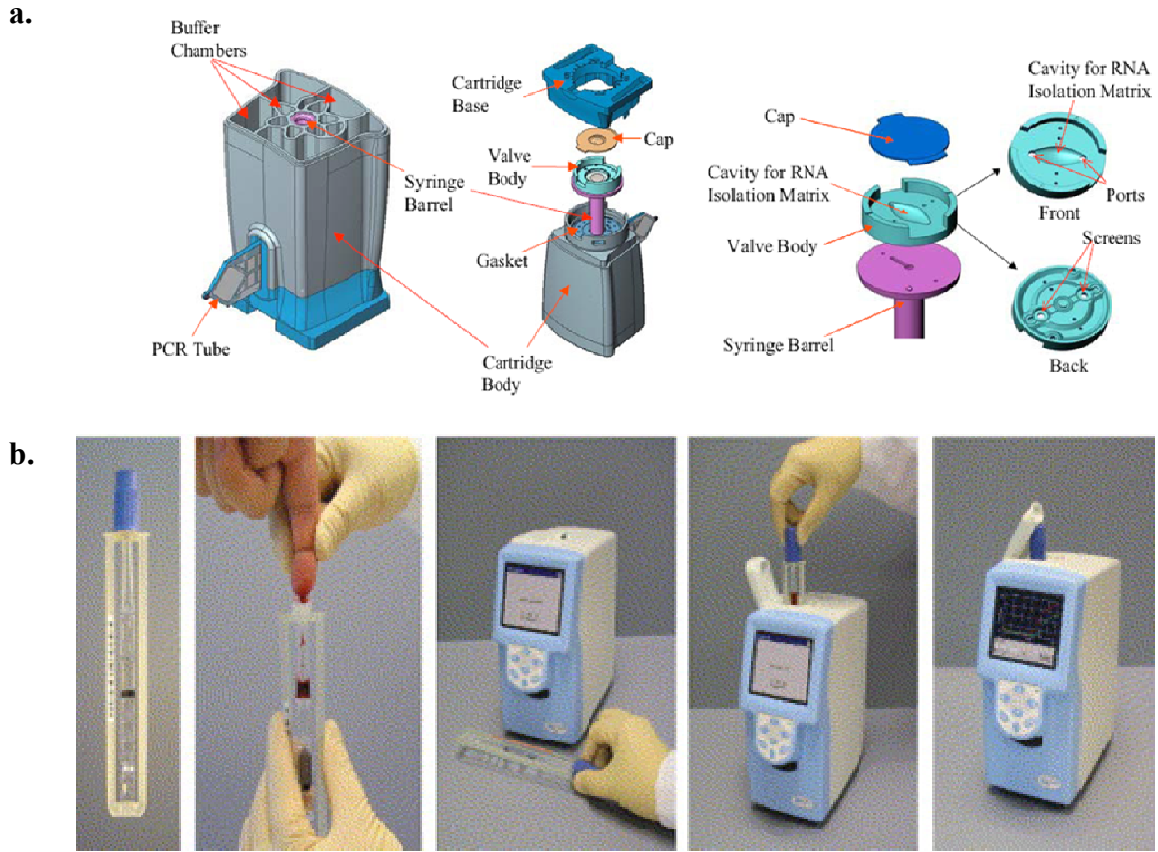 a.
Buffer
Chambers
Syringe
Barrel
PCR Tube
Cartridge
Body
Cartridge
Base
Cap
Valve
Body
Gasket
Cap
Cavity for RNA
Isolation Matrix
Valve Body
Syringe Barrel
Cavity for RNA
Isolation Matrix
Ports
Front
Screens
Back
b.